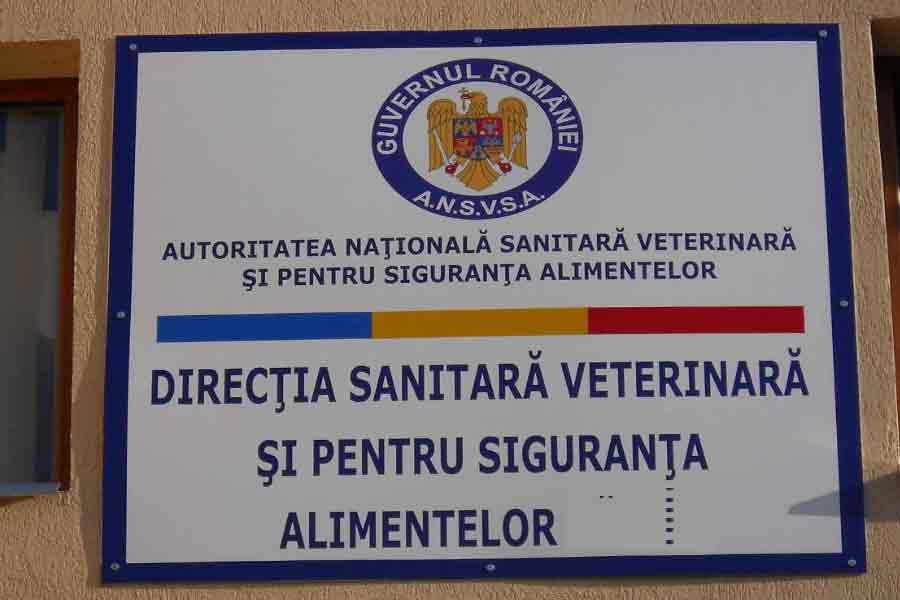 GUVERNUL ROMÂNIEI
A.N.S.V.S.A.
AUTORITATEA NAŢIONALĂ SANITARĂ VETERINARĂ
ŞI PENTRU SIGURANŢA ALIMENTELOR
DIRECŢIA SANITARĂ VETERINARĂ
ŞI PENTRU SIGURANŢA
ALIMENTELOR